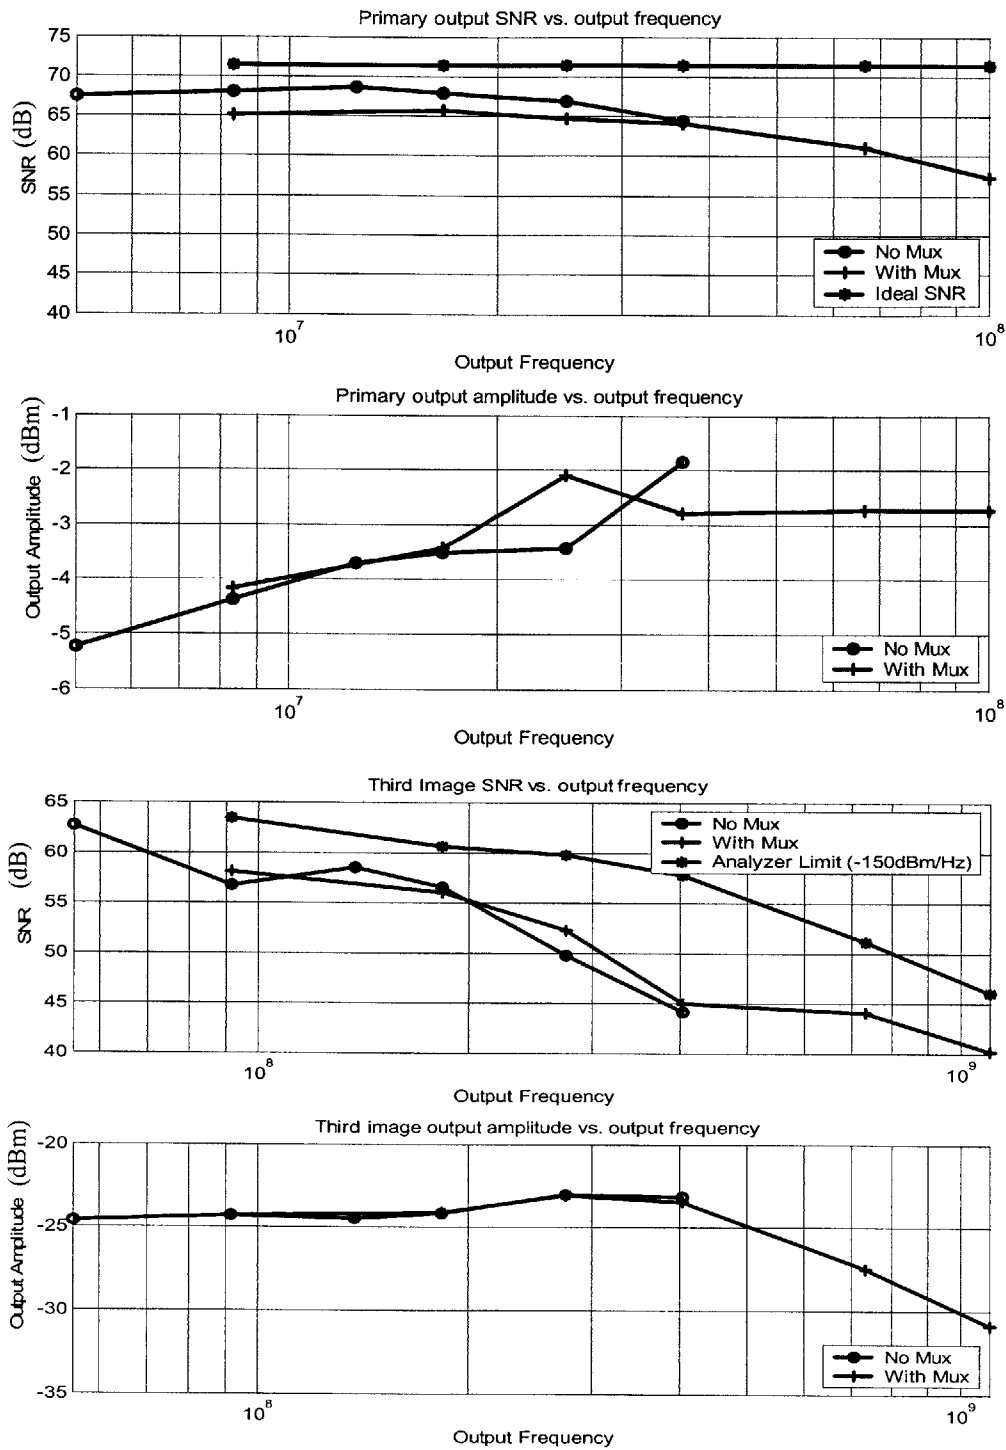 Primary output SNR vs. output frequency
75
70
65
60
55
50
45
40
SNR (dB)
No Mux
With Mux
Ideal SNR
10^7
10^8
Output Frequency
Primary output amplitude vs. output frequency
-1
-2
-3
-4
-5
-6
Output Amplitude (dBm)
No Mux
With Mux
10^7
10^8
Output Frequency
Third Image SNR vs. output frequency
65
60
55
50
45
40
SNR (dB)
No Mux
With Mux
Analyzer Limit (-150dBm/Hz)
10^8
10^9
Output Frequency
Third image output amplitude vs. output frequency
-20
-25
-30
-35
Output Amplitude (dBm)
No Mux
With Mux
10^8
10^9
Output Frequency